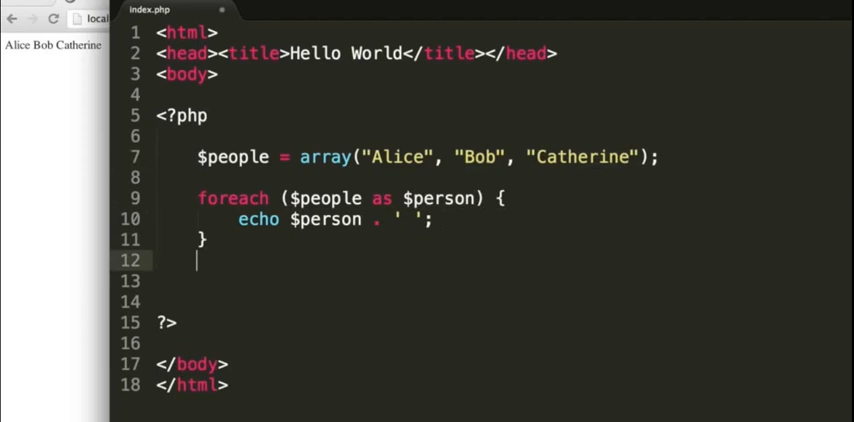 index.php
local
Alice Bob Catherine
1 <html>
2 <head><title>Hello World</title></head>
3 <body>
4
5 <?php
6
7     $people = array("Alice", "Bob", "Catherine");
8
9     foreach ($people as $person) {
10         echo $person . ' ';
11     }
12
13
14
15 ?>
16
17 </body>
18 </html>